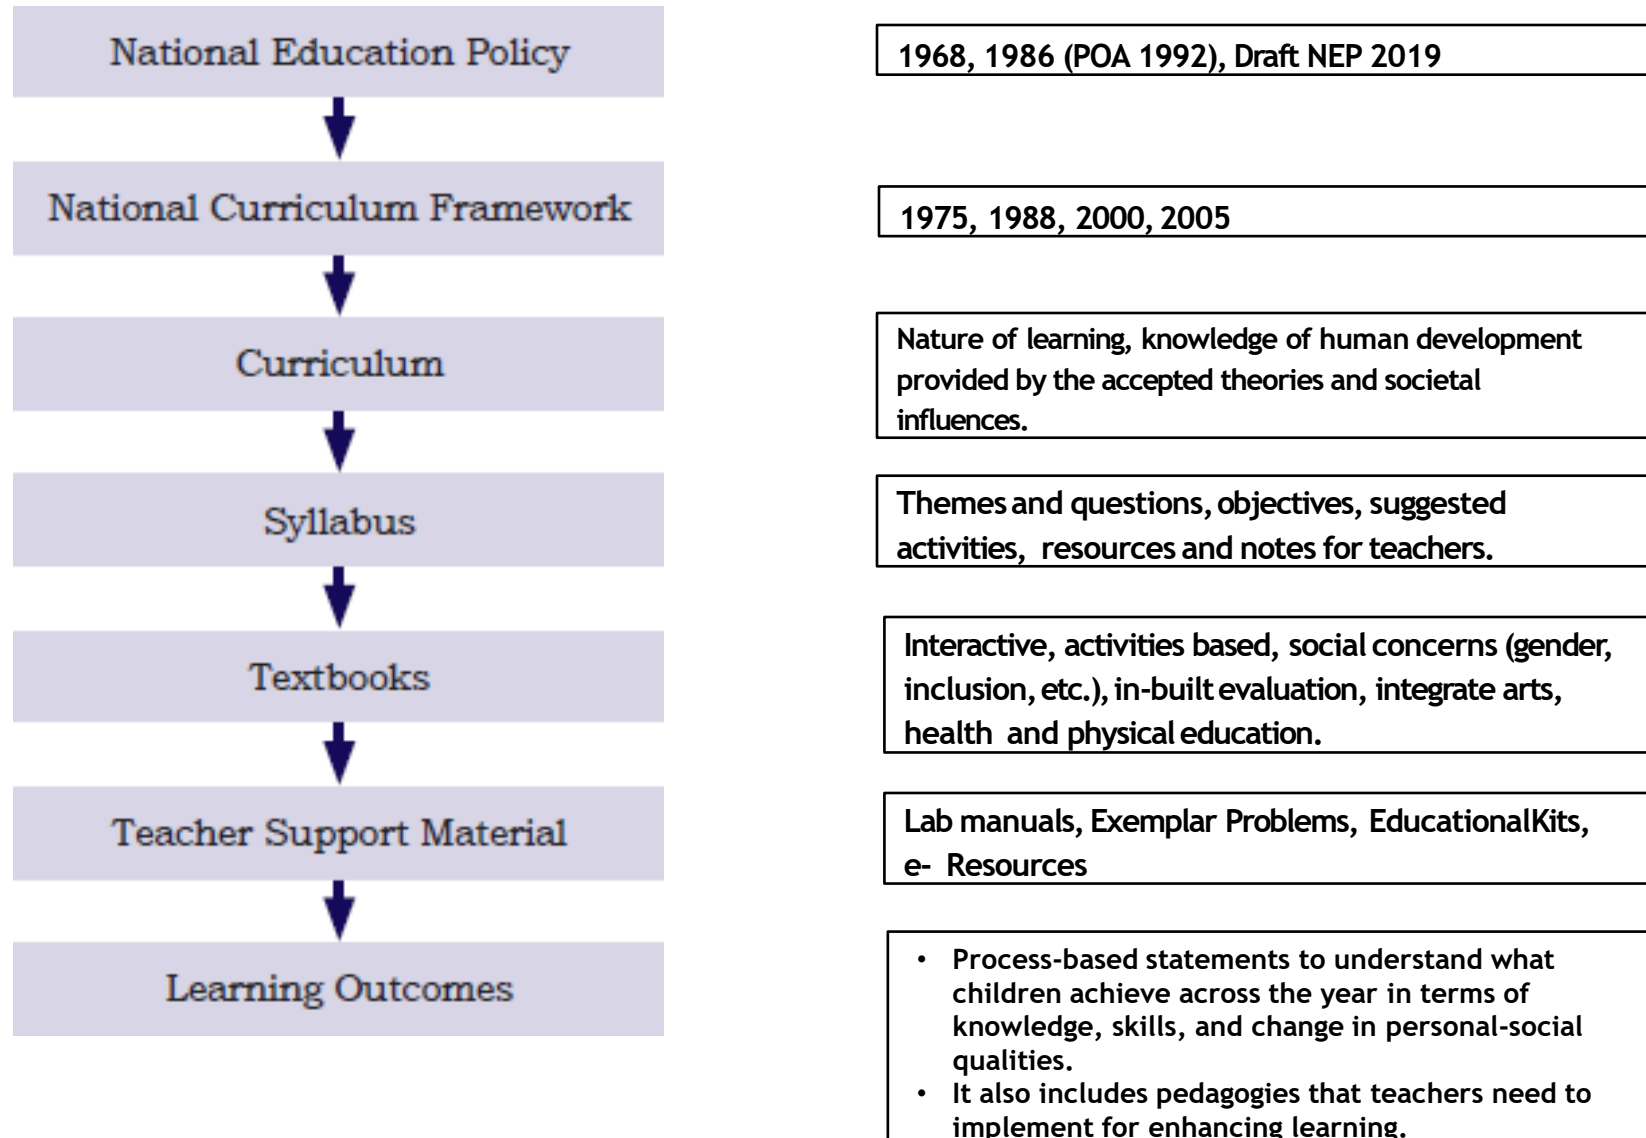 National Education Policy
1968, 1986 (POA 1992), Draft NEP 2019
National Curriculum Framework
1975, 1988, 2000, 2005
Curriculum
Nature of learning, knowledge of human development
provided by the accepted theories and societal
influences.
Syllabus
Themes and questions, objectives, suggested
activities, resources and notes for teachers.
Textbooks
Interactive, activities based, social concerns (gender,
inclusion, etc.), in-built evaluation, integrate arts,
health and physical education.
Teacher Support Material
Lab manuals, Exemplar Problems, EducationalKits,
e- Resources
Learning Outcomes
• Process-based statements to understand what
children achieve across the year in terms of
knowledge, skills, and change in personal-social
qualities.
• It also includes pedagogies that teachers need to
implement for enhancing learning.